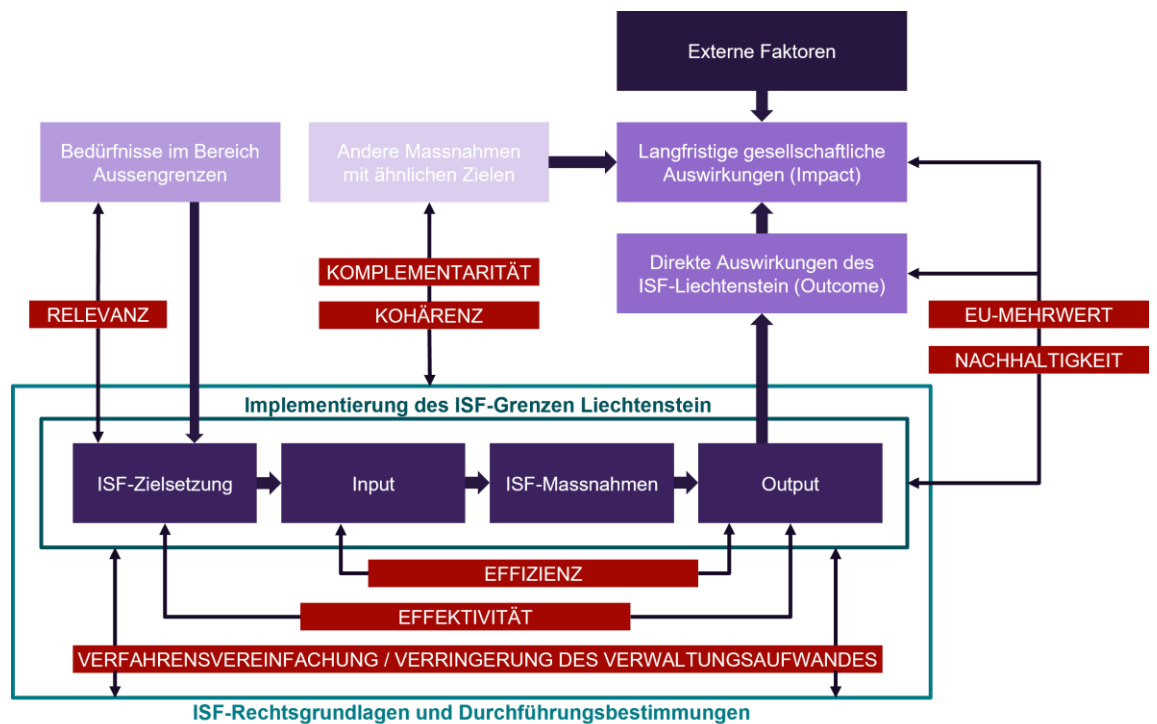 Externe Faktoren
Bedürfnisse im Bereich
Aussengrenzen
Andere Massnahmen
mit ähnlichen Zielen
Langfristige gesellschaftliche
Auswirkungen (Impact)
Direkte Auswirkungen des
ISF-Liechtenstein (Outcome)
KOMPLEMENTARITÄT
RELEVANZ
KOHÄRENZ
EU-MEHRWERT
NACHHALTIGKEIT
Implementierung des ISF-Grenzen Liechtenstein
ISF-Zielsetzung
Input
ISF-Massnahmen
Output
EFFIZIENZ
EFFEKTIVITÄT
VERFAHRENSVEREINFACHUNG / VERRINGERUNG DES VERWALTUNGSAUFWANDES
ISF-Rechtsgrundlagen und Durchführungsbestimmungen